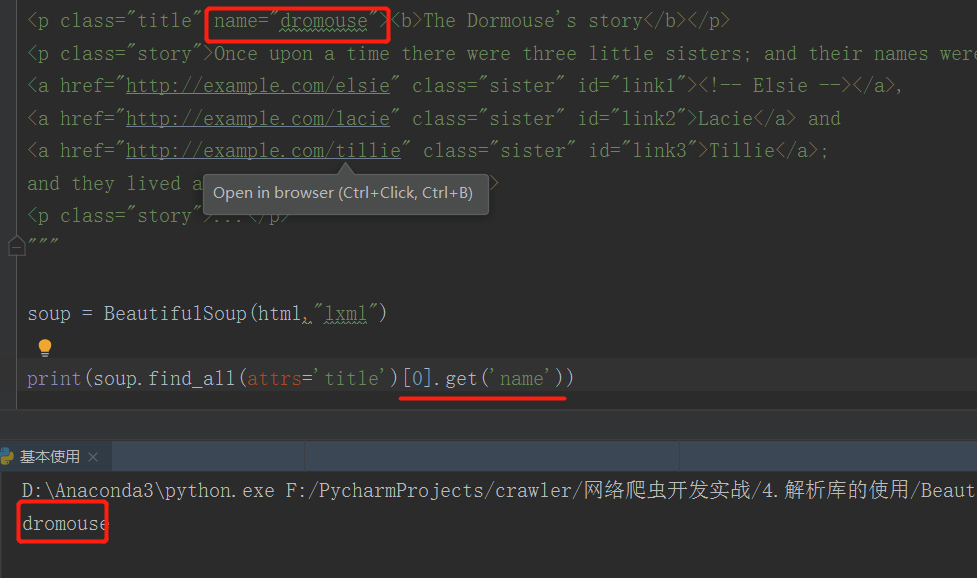 <p class="title" name="dromouse"><b>The Dormouse's story</b></p>
<p class="story">Once upon a time there were three little sisters; and their names were
<a href="http://example.com/elsie" class="sister" id="link1"><!-- Elsie --></a>,
<a href="http://example.com/lacie" class="sister" id="link2">Lacie</a> and
<a href="http://example.com/tillie" class="sister" id="link3">Tillie</a>;
and they lived a
>
Open in browser (Ctrl+Click, Ctrl+B)
<p class="story">...</p>
"""
soup = BeautifulSoup(html,"lxml")
print(soup.find_all(attrs='title')[0].get('name'))
基本使用
D:\Anaconda3\python.exe F:/PycharmProjects/crawler/网络爬虫开发实战/4.解析库的使用/Beaut
dromouse